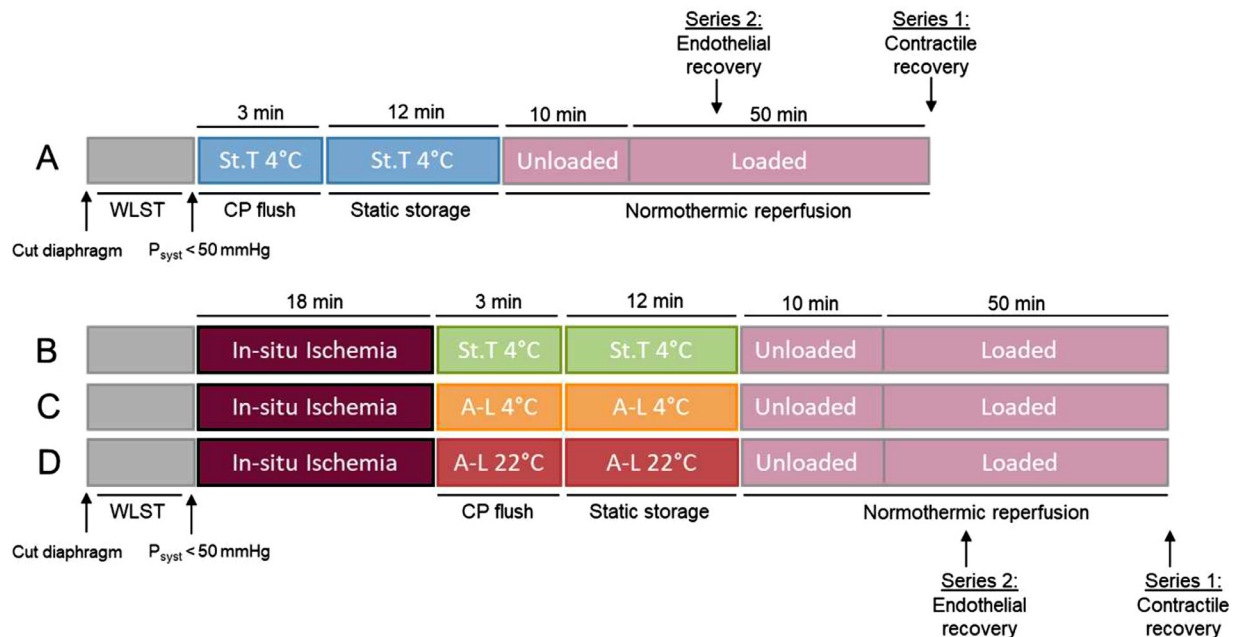 Series 2:
Endothelial
recovery
Series 1:
Contractile
recovery
3 min
12 min
10 min
50 min
A
St.T 4°C
St.T 4°C
Unloaded
Loaded
WLST
CP flush
Static storage
Normothermic reperfusion
Cut diaphragm
Psyst < 50 mmHg
18 min
3 min
12 min
10 min
50 min
B
In-situ Ischemia
St.T 4°C
St.T 4°C
Unloaded
Loaded
C
In-situ Ischemia
A-L 4°C
A-L 4°C
Unloaded
Loaded
D
In-situ Ischemia
A-L 22°C
A-L 22°C
Unloaded
Loaded
WLST
CP flush
Static storage
Normothermic reperfusion
Cut diaphragm
Psyst < 50 mmHg
Series 2:
Endothelial
recovery
Series 1:
Contractile
recovery